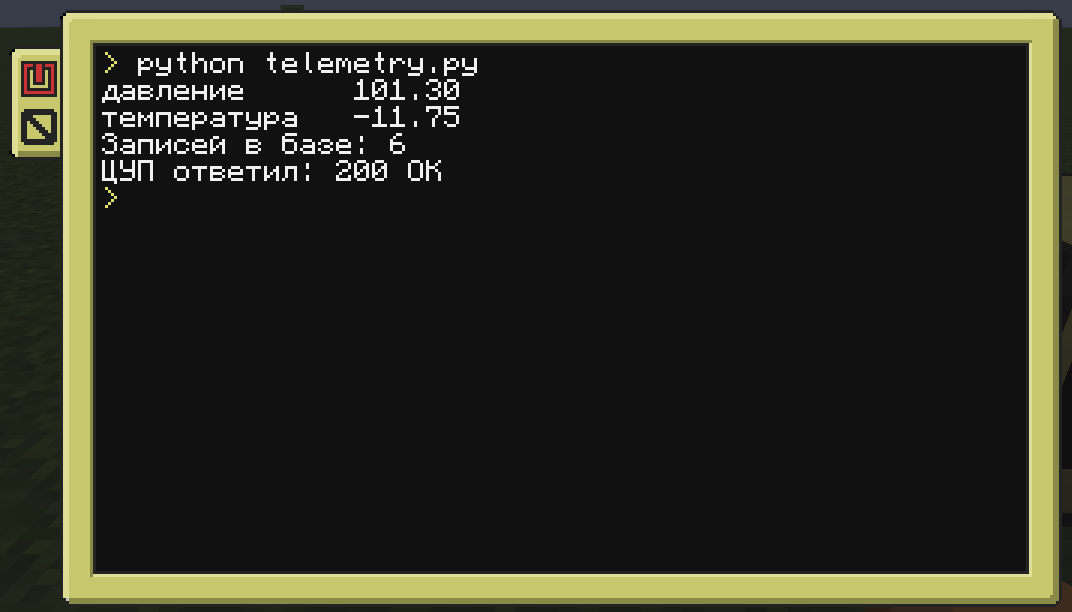 > python telemetry.py
давление      101.30
температура   -11.75
Записей в базе: 6
ЦУП ответил: 200 OK
>